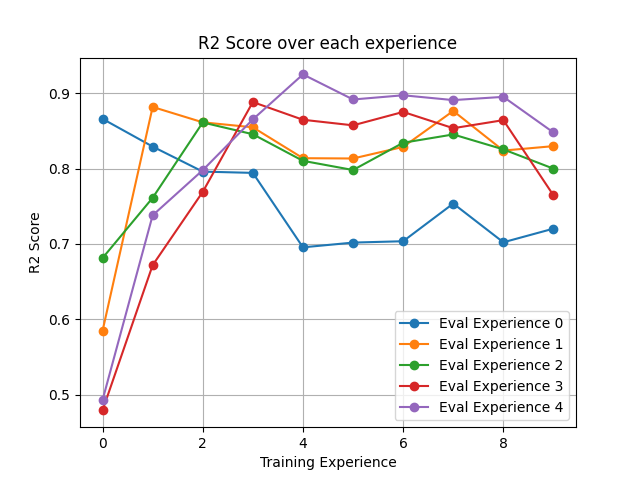 R2 Score over each experience
R2 Score
0.9
0.8
0.7
0.6
0.5
0 2 4 6 8
Training Experience
Eval Experience 0
Eval Experience 1
Eval Experience 2
Eval Experience 3
Eval Experience 4